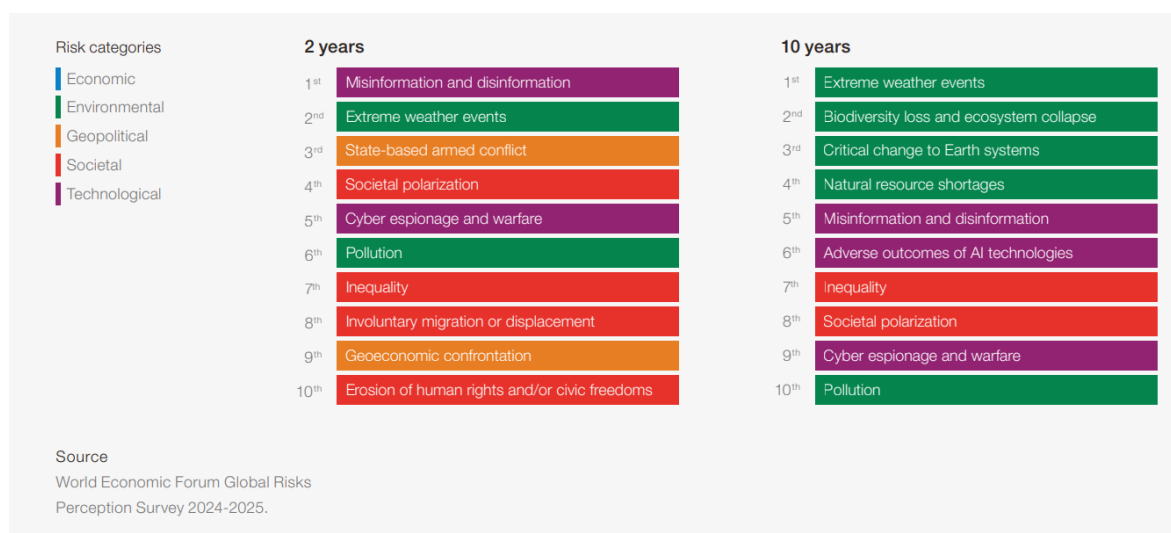 Risk categories
Economic
Environmental
Geopolitical
Societal
Technological
2 years
1st Misinformation and disinformation
2nd Extreme weather events
3rd State-based armed conflict
4th Societal polarization
5th Cyber espionage and warfare
6th Pollution
7th Inequality
8th Involuntary migration or displacement
9th Geoeconomic confrontation
10th Erosion of human rights and/or civic freedoms
10 years
1st Extreme weather events
2nd Biodiversity loss and ecosystem collapse
3rd Critical change to Earth systems
4th Natural resource shortages
5th Misinformation and disinformation
6th Adverse outcomes of AI technologies
7th Inequality
8th Societal polarization
9th Cyber espionage and warfare
10th Pollution
Source
World Economic Forum Global Risks
Perception Survey 2024-2025.